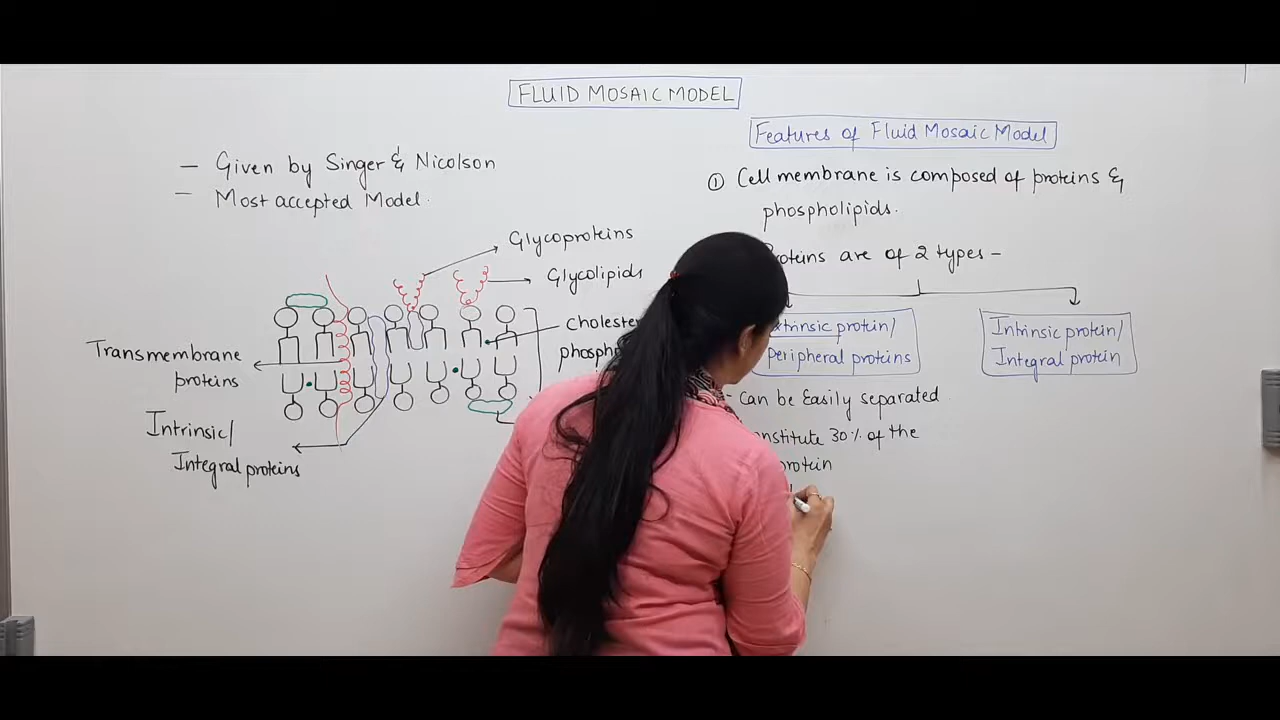 FLUID MOSAIC MODEL
— Given by Singer & Nicolson
— Most accepted Model.
Glycoproteins
Glycolipids
Transmembrane
proteins
Intrinsic/
Integral proteins
Features of Fluid Mosaic Model
① Cell membrane is composed of proteins &
phospholipids.
are of 2 types –
protein/
Peripheral proteins
Intrinsic protein/
Integral protein
- Can be Easily separated
30% of the
protein